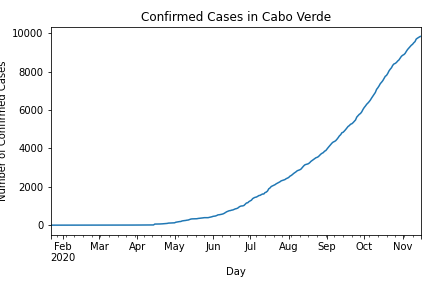 Confirmed Cases in Cabo Verde
10000
8000
6000
4000
2000
0
Number of Confirmed Cases
Feb Mar Apr May Jun Jul Aug Sep Oct Nov
2020
Day